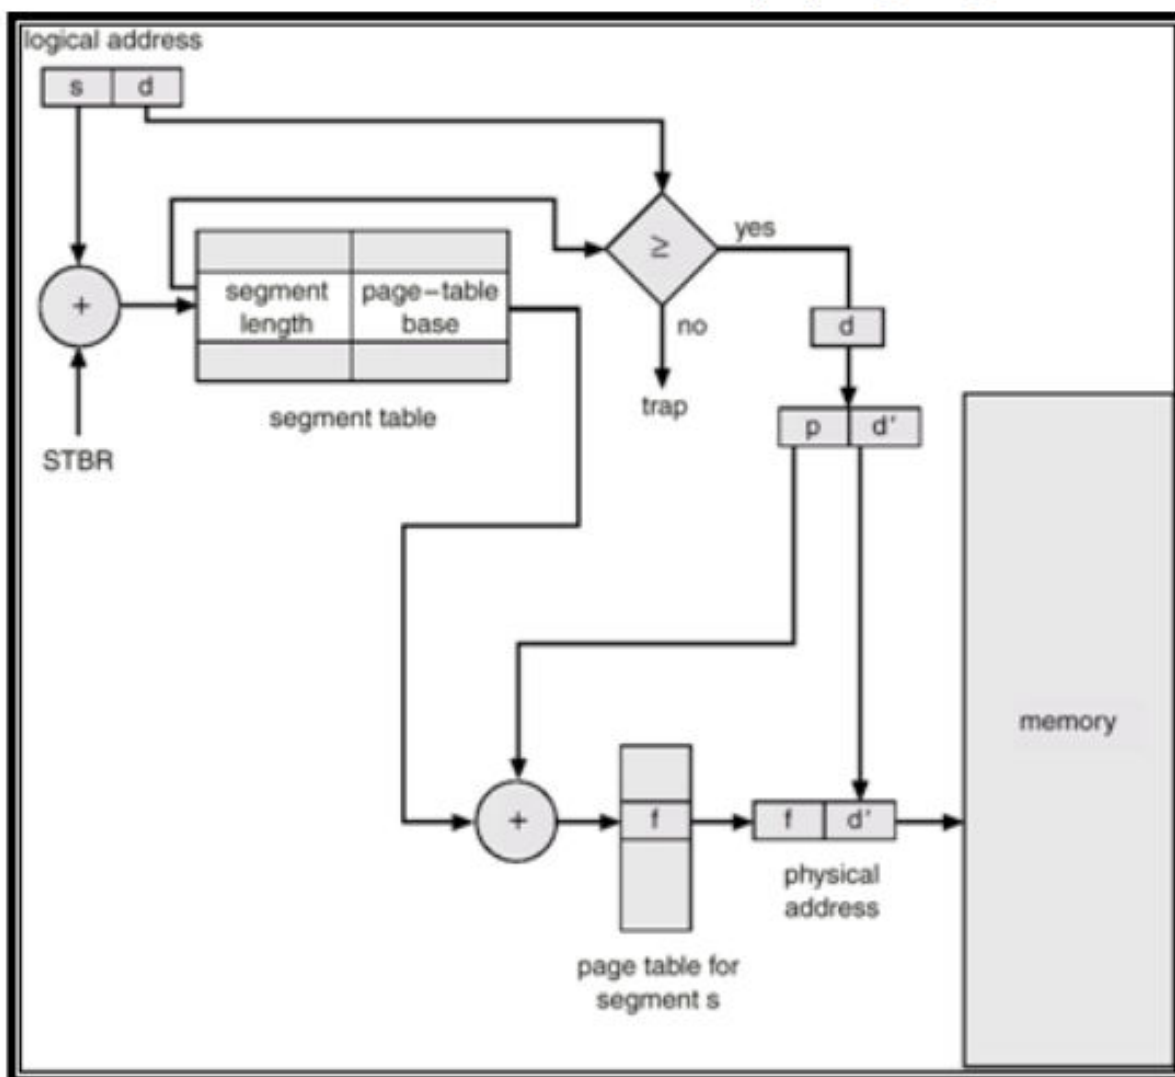 logical address
s d
≥
yes
no
trap
+
segment length
page-table base
segment table
STBR
d
p d'
memory
+
f
f d'
physical
address
page table for
segment s